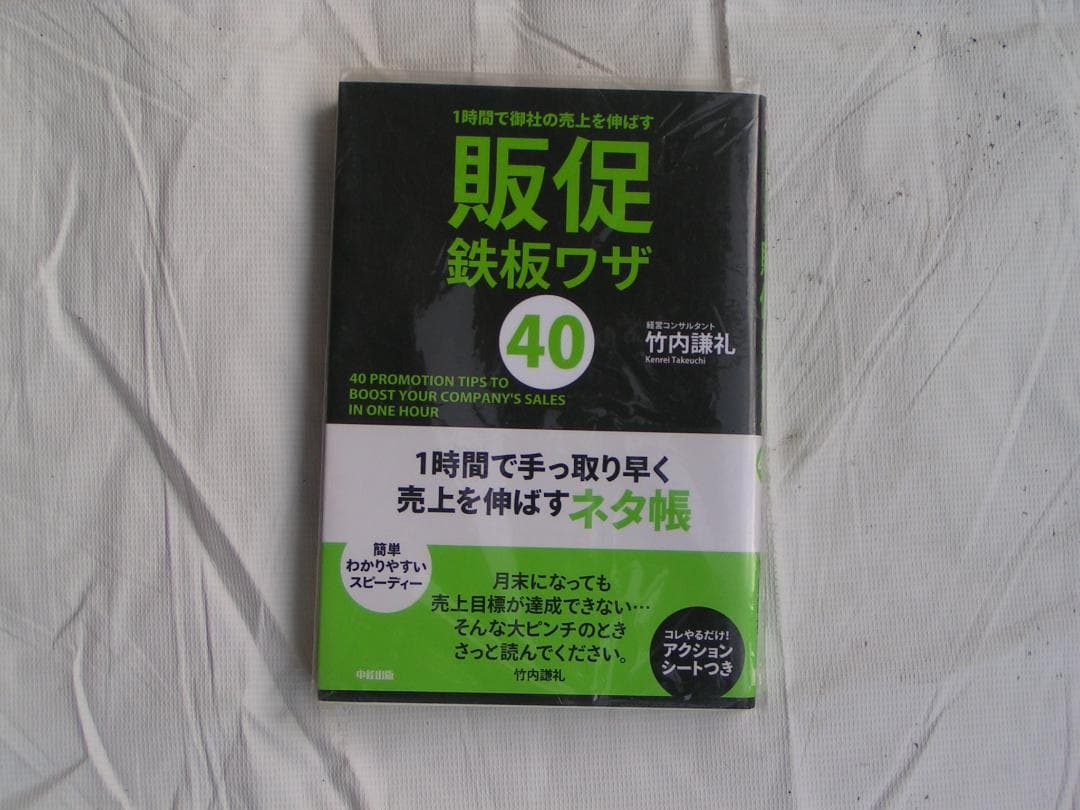 1時間で御社の売上を伸ばす
販促
鉄板ワザ
40
経営コンサルタント
竹内謙礼
Kenrei Takeuchi
40 PROMOTION TIPS TO
BOOST YOUR COMPANY'S SALES
IN ONE HOUR
1時間で手っ取り早く
売上を伸ばすネタ帳
簡単
わかりやすい
スピーディー
月末になっても
売上目標が達成できない…
そんな大ピンチのとき
さっと読んでください。
竹内謙礼
コレやるだけ!
アクション
シートつき
中経出版